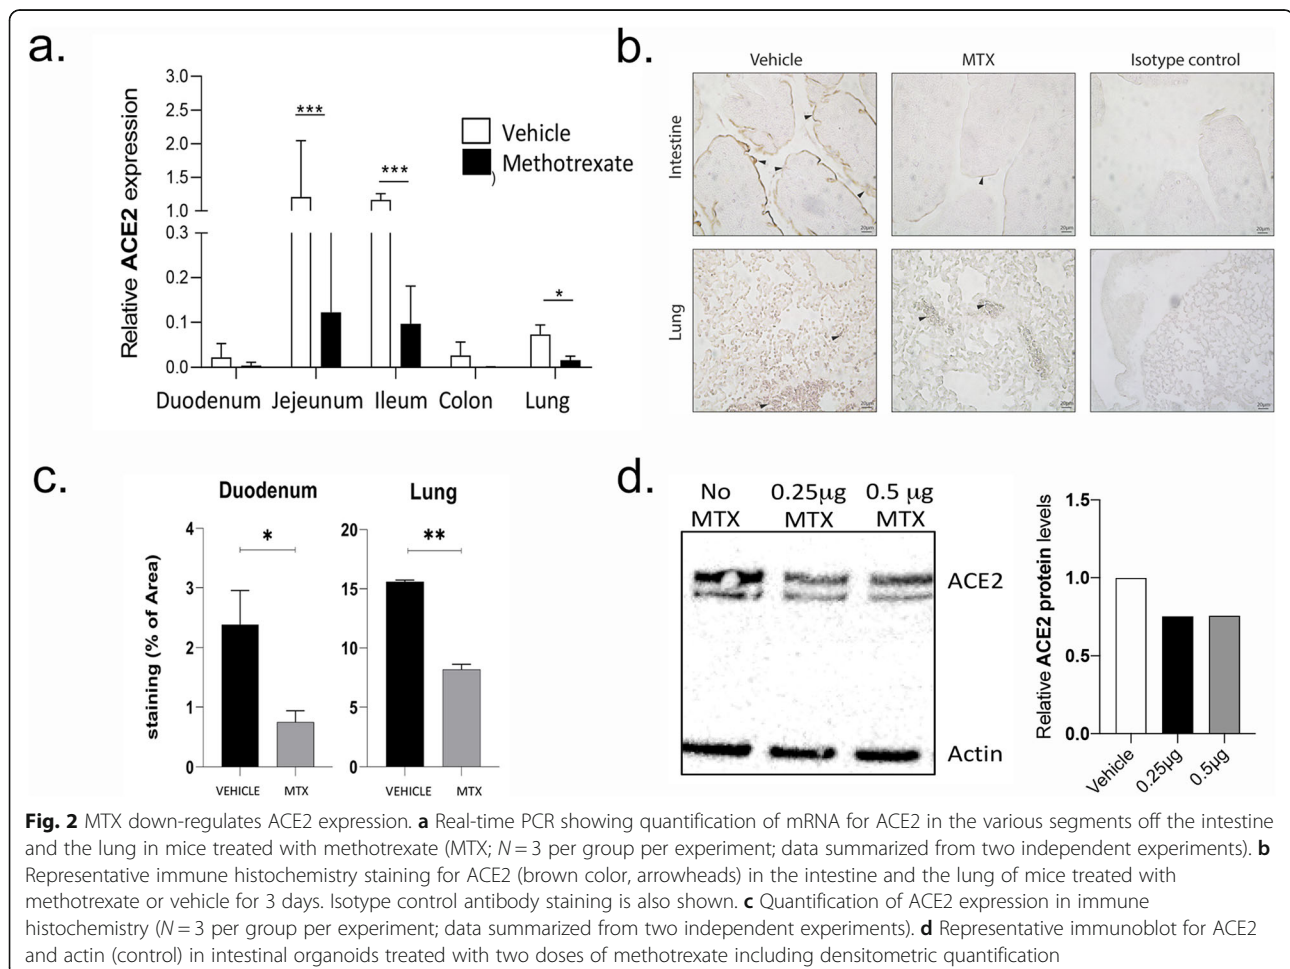 a.
3.0
2.5
2.0
1.5
1.0
0.3
0.2
0.1
0.0
Relative ACE2 expression
***
***
*
Vehicle
Methotrexate
)
Duodenum Jejeunum Ileum Colon Lung
b.
Vehicle MTX Isotype control
Intestine
20µm 20µm 20µm
Lung
20µm 20µm 20µm
c.
Duodenum Lung
staining (% of Area)
4
3
2
1
0
*
VEHICLE MTX
20
15
10
5
0
**
VEHICLE MTX
d.
No 0.25µg 0.5 µg
MTX MTX MTX
ACE2
Actin
Relative ACE2 protein levels
1.5
1.0
0.5
0.0
Vehicle
0.25µg
0.5µg
Fig. 2 MTX down-regulates ACE2 expression. a Real-time PCR showing quantification of mRNA for ACE2 in the various segments off the intestine
and the lung in mice treated with methotrexate (MTX; N = 3 per group per experiment; data summarized from two independent experiments). b
Representative immune histochemistry staining for ACE2 (brown color, arrowheads) in the intestine and the lung of mice treated with
methotrexate or vehicle for 3 days. Isotype control antibody staining is also shown. c Quantification of ACE2 expression in immune
histochemistry (N = 3 per group per experiment; data summarized from two independent experiments). d Representative immunoblot for ACE2
and actin (control) in intestinal organoids treated with two doses of methotrexate including densitometric quantification